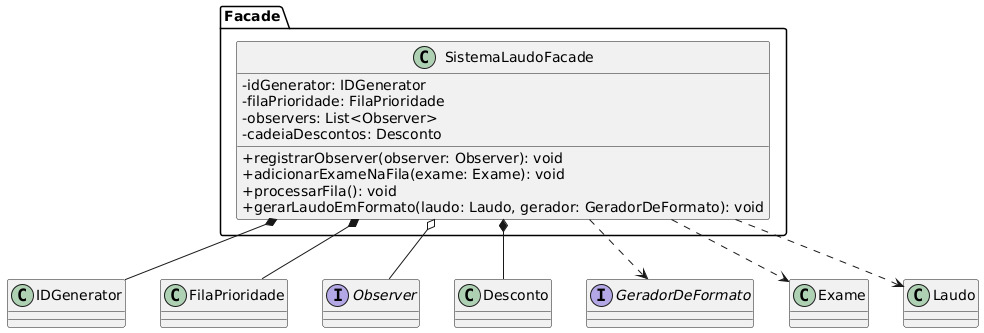 Facade
C SistemaLaudoFacade
-idGenerator: IDGenerator
-filaPrioridade: FilaPrioridade
-observers: List<Observer>
-cadeiaDescontos: Desconto
+registrarObserver(observer: Observer): void
+adicionarExameNaFila(exame: Exame): void
+processarFila(): void
+gerarLaudoEmFormato(laudo: Laudo, gerador: GeradorDeFormato): void
C IDGenerator
C FilaPrioridade
I Observer
C Desconto
I GeradorDeFormato
C Exame
C Laudo